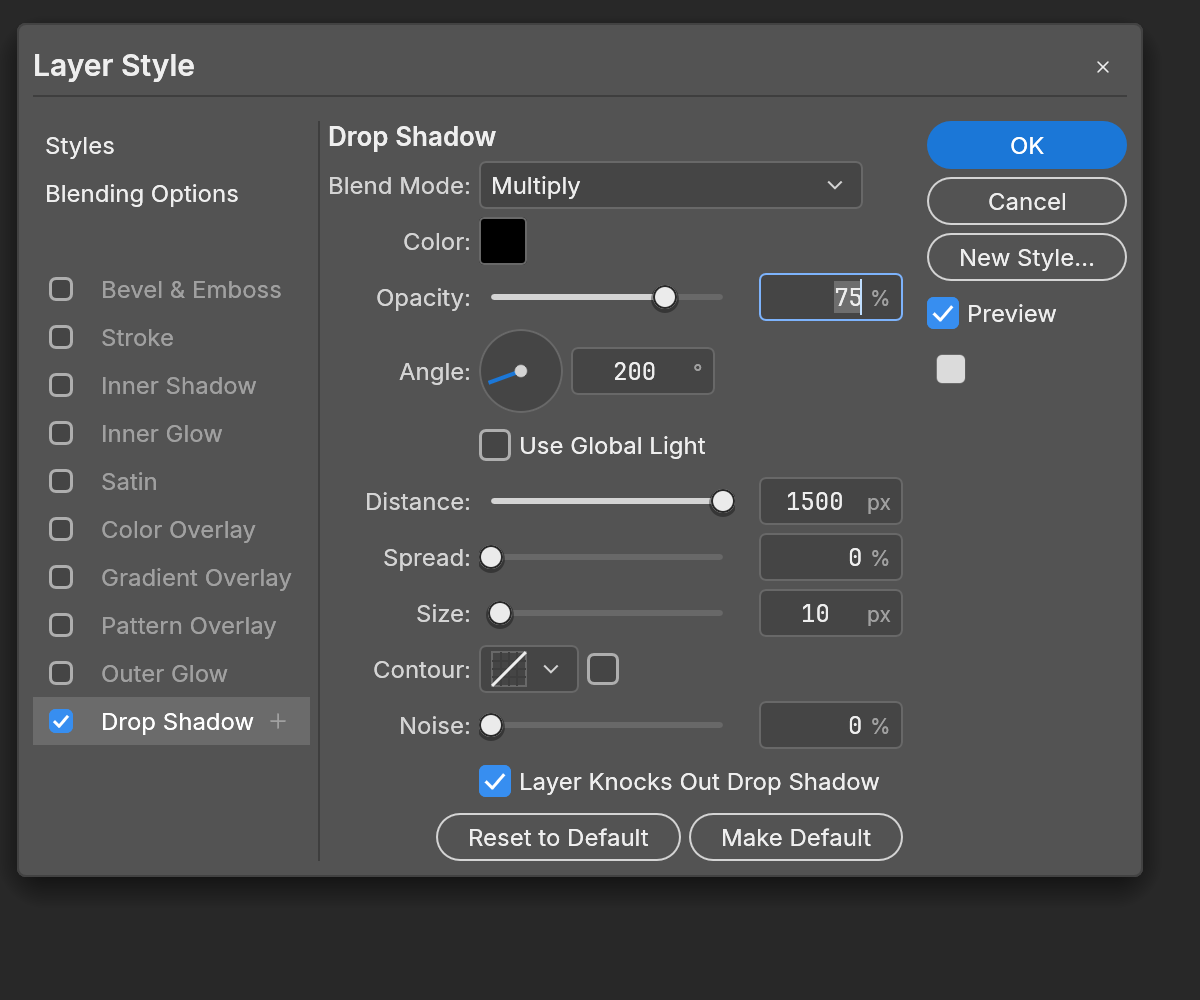 Layer Style
Styles
Blending Options
Bevel & Emboss
Stroke
Inner Shadow
Inner Glow
Satin
Color Overlay
Gradient Overlay
Pattern Overlay
Outer Glow
Drop Shadow +
Drop Shadow
Blend Mode: Multiply
Color:
Opacity: 75 %
Angle: 200 °
Use Global Light
Distance: 1500 px
Spread: 0 %
Size: 10 px
Contour:
Noise: 0 %
Layer Knocks Out Drop Shadow
Reset to Default Make Default
OK
Cancel
New Style...
Preview